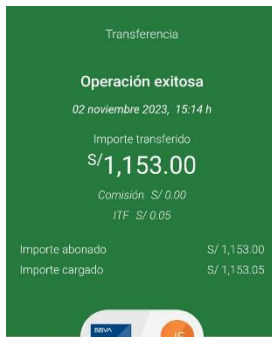 Transferencia
Operación exitosa
02 noviembre 2023, 15:14 h
Importe transferido
S/1,153.00
Comisión S/ 0.00
ITF S/ 0.05
Importe abonado S/ 1,153.00
Importe cargado S/ 1,153.05
BBVA